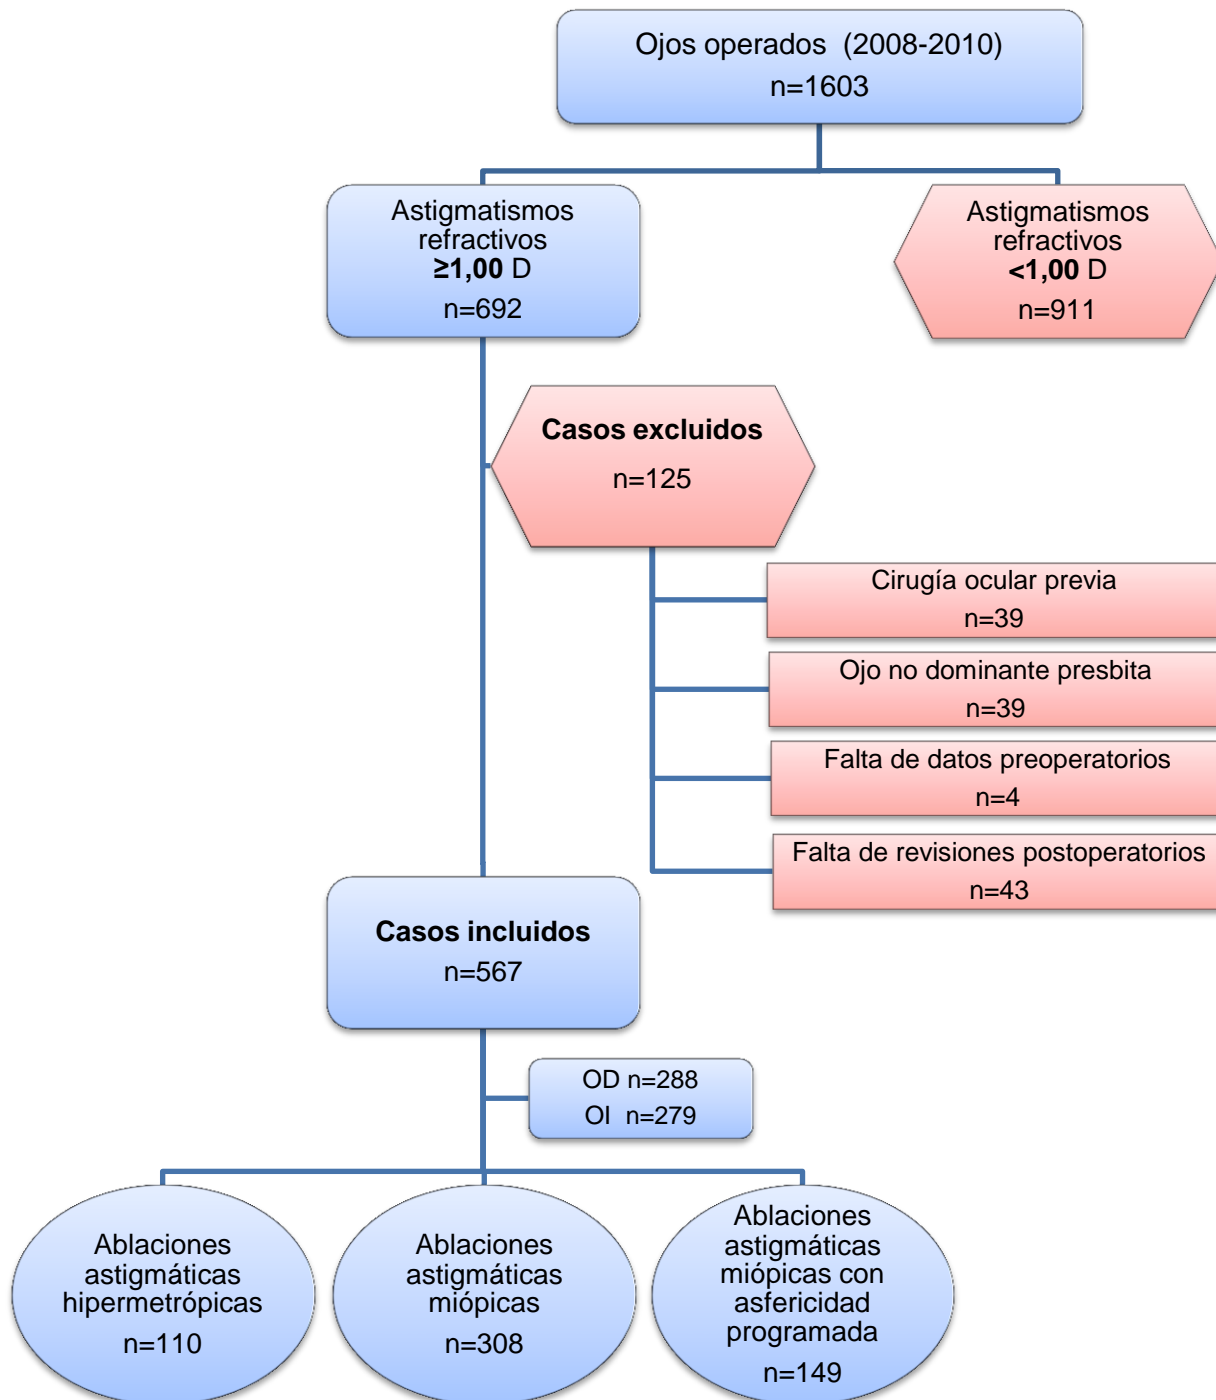 Ojos operados (2008-2010)
n=1603
Astigmatismos
refractivos
≥1,00 D
n=692
Astigmatismos
refractivos
<1,00 D
n=911
Casos excluidos
n=125
Cirugía ocular previa
n=39
Ojo no dominante presbita
n=39
Falta de datos preoperatorios
n=4
Falta de revisiones postoperatorios
n=43
Casos incluidos
n=567
OD n=288
OI n=279
Ablaciones
astigmáticas
hipermetrópicas
n=110
Ablaciones
astigmáticas
miópicas
n=308
Ablaciones
astigmáticas
miópicas con
asfericidad
programada
n=149